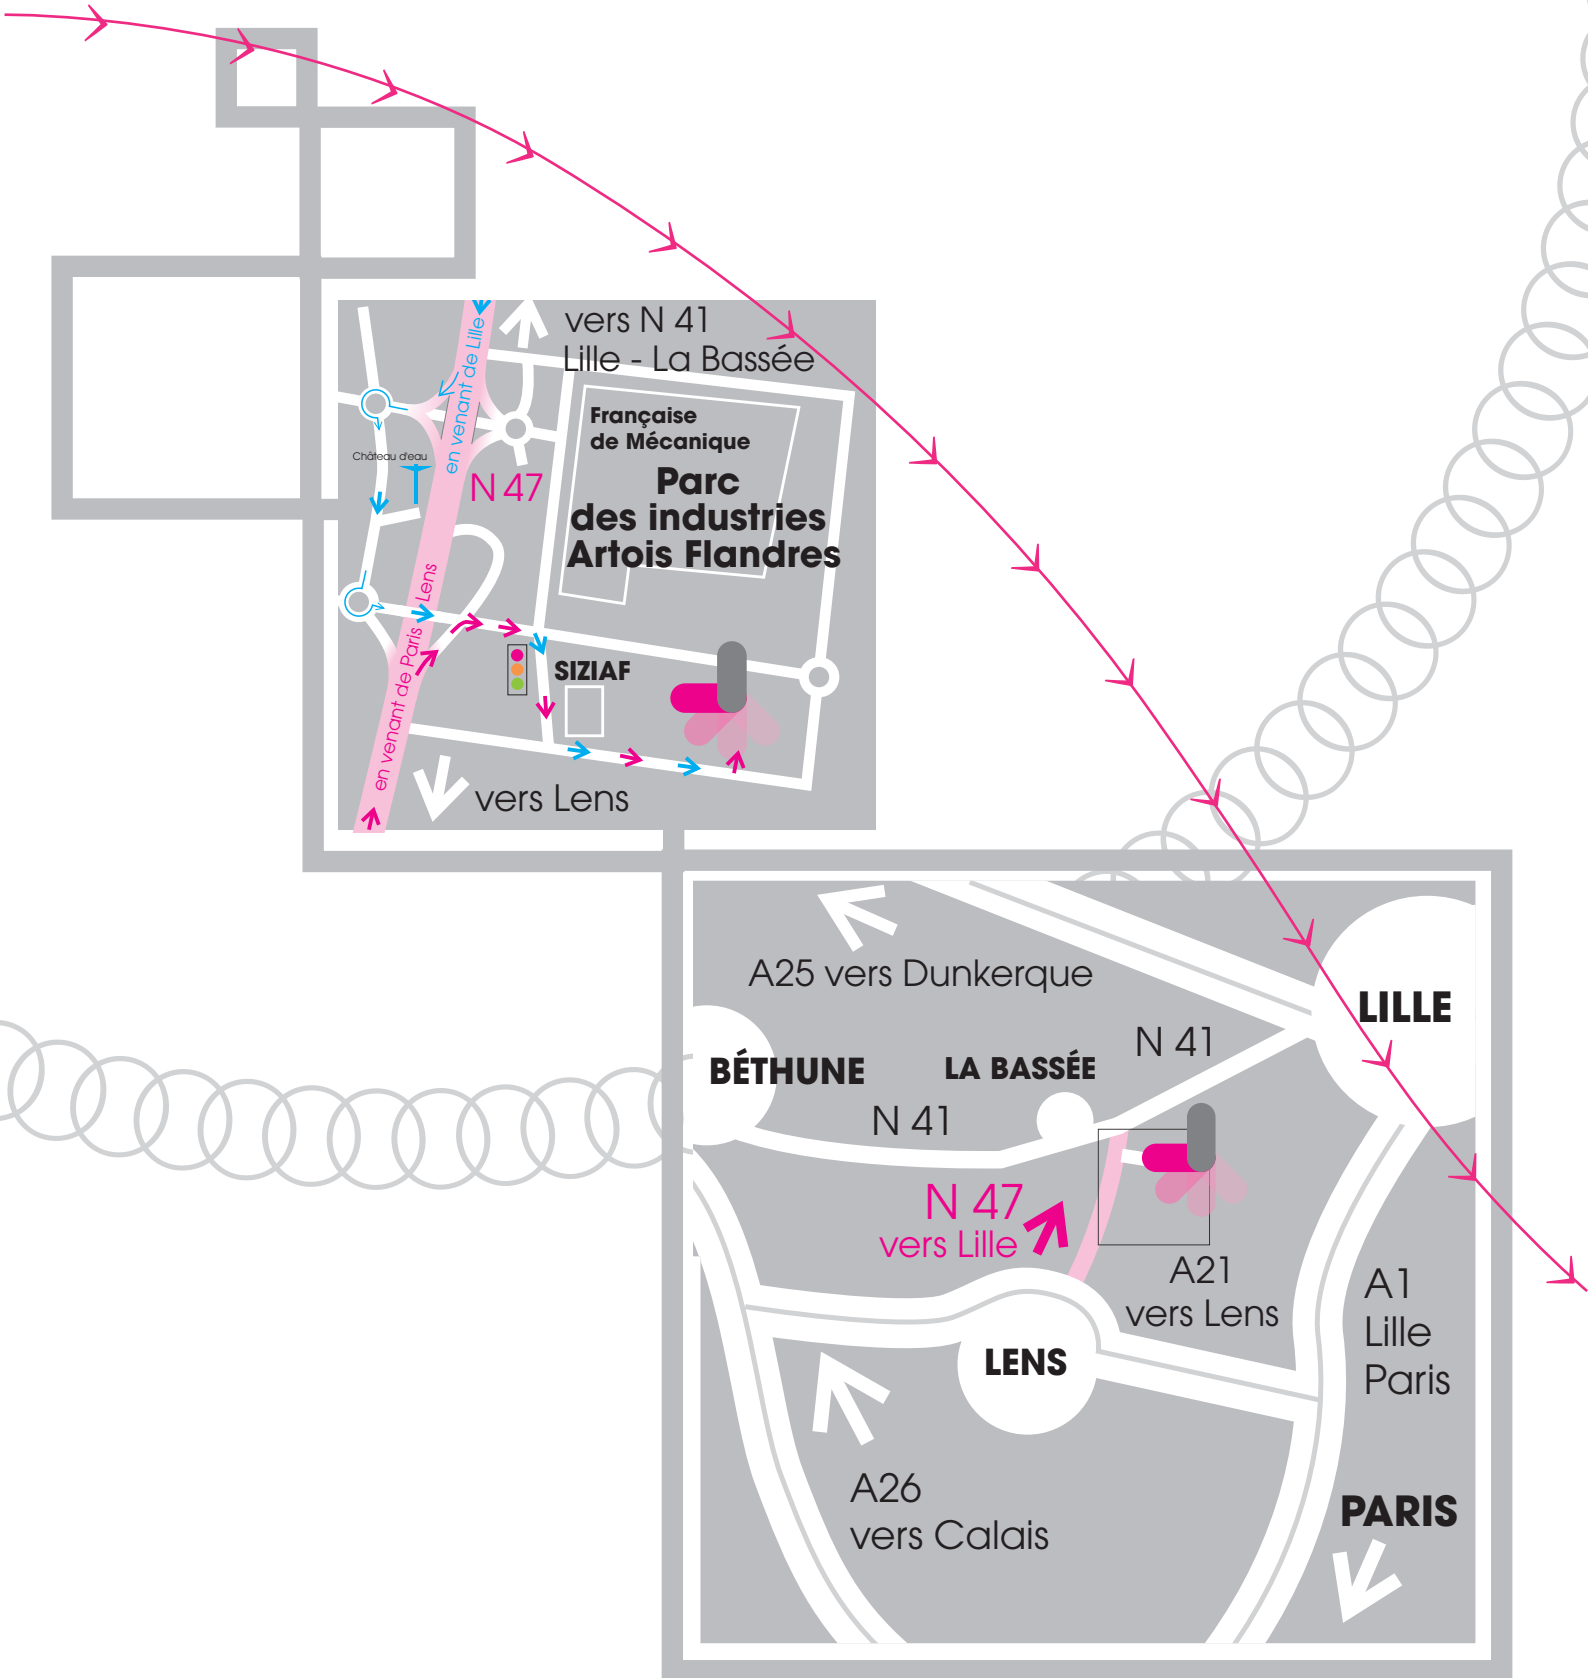 vers N 41
Lille - La Bassée
en venant de Lille
Française
de Mécanique
Château d'eau
N 47
Parc
des industries
Artois Flandres
en venant de Paris Lens
SIZIAF
vers Lens
A25 vers Dunkerque
LILLE
N 41
BÉTHUNE
LA BASSÉE
N 41
N 47
vers Lille
A21
vers Lens
A1
Lille
Paris
LENS
A26
vers Calais
PARIS